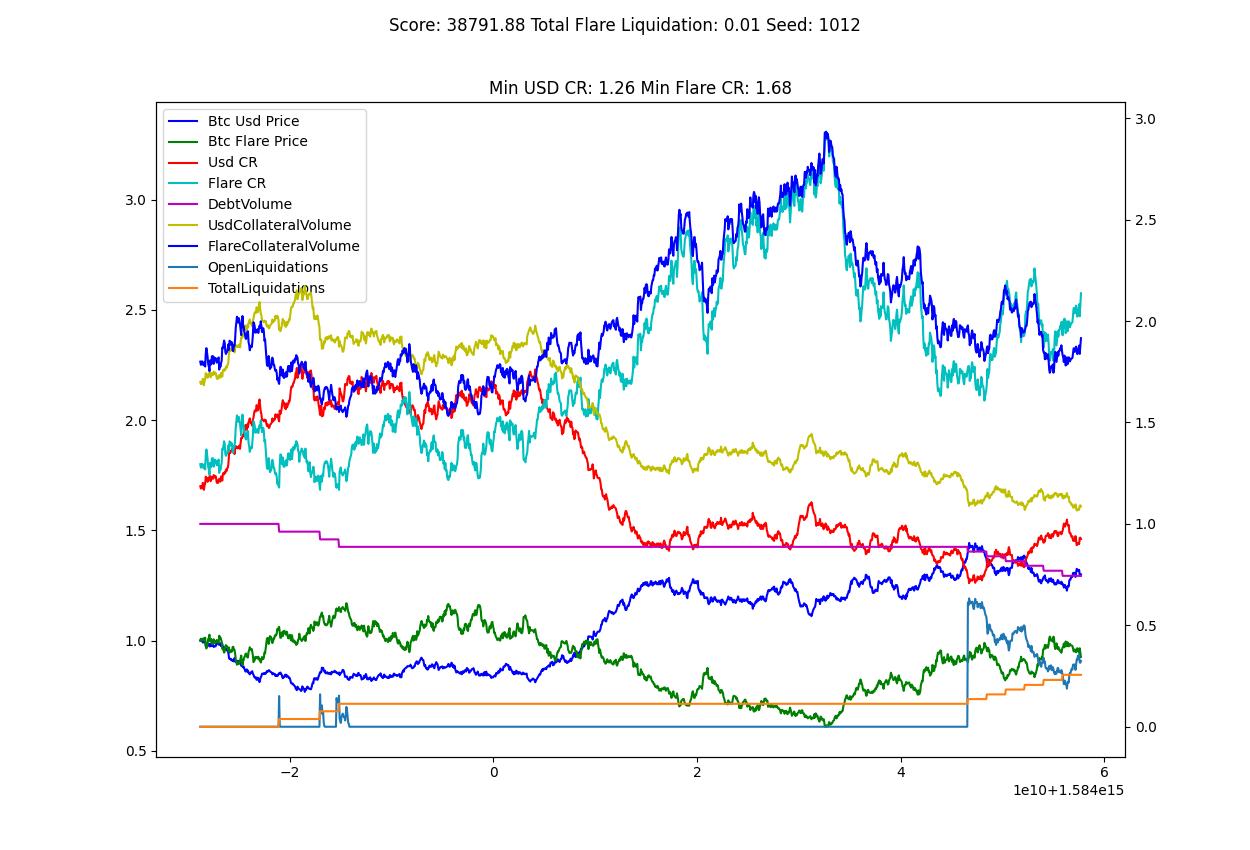 Score: 38791.88 Total Flare Liquidation: 0.01 Seed: 1012
Min USD CR: 1.26 Min Flare CR: 1.68
Btc Usd Price
Btc Flare Price
Usd CR
Flare CR
DebtVolume
UsdCollateralVolume
FlareCollateralVolume
OpenLiquidations
TotalLiquidations
3.0
2.5
2.0
1.5
1.0
0.5
3.0
2.5
2.0
1.5
1.0
0.5
0.0
−2 0 2 4 6
1e10+1.584e15